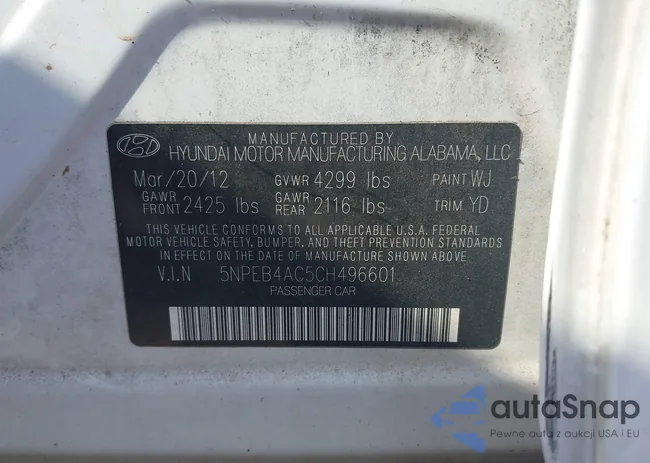 MANUFACTURED BY
HYUNDAI MOTOR MANUFACTURING ALABAMA, LLC
Mar/20/12 GVWR 4299 lbs PAINT WJ
GAWR FRONT 2425 lbs GAWR REAR 2116 lbs TRIM YD
THIS VEHICLE CONFORMS TO ALL APPLICABLE U.S.A. FEDERAL
MOTOR VEHICLE SAFETY, BUMPER, AND THEFT PREVENTION
STANDARDS IN EFFECT ON THE DATE OF MANUFACTURE SHOWN ABOVE.
V.I.N 5NPEB4AC5CH496601
PASSENGER CAR
autaSnap
Pewne auta z aukcji USA i EU